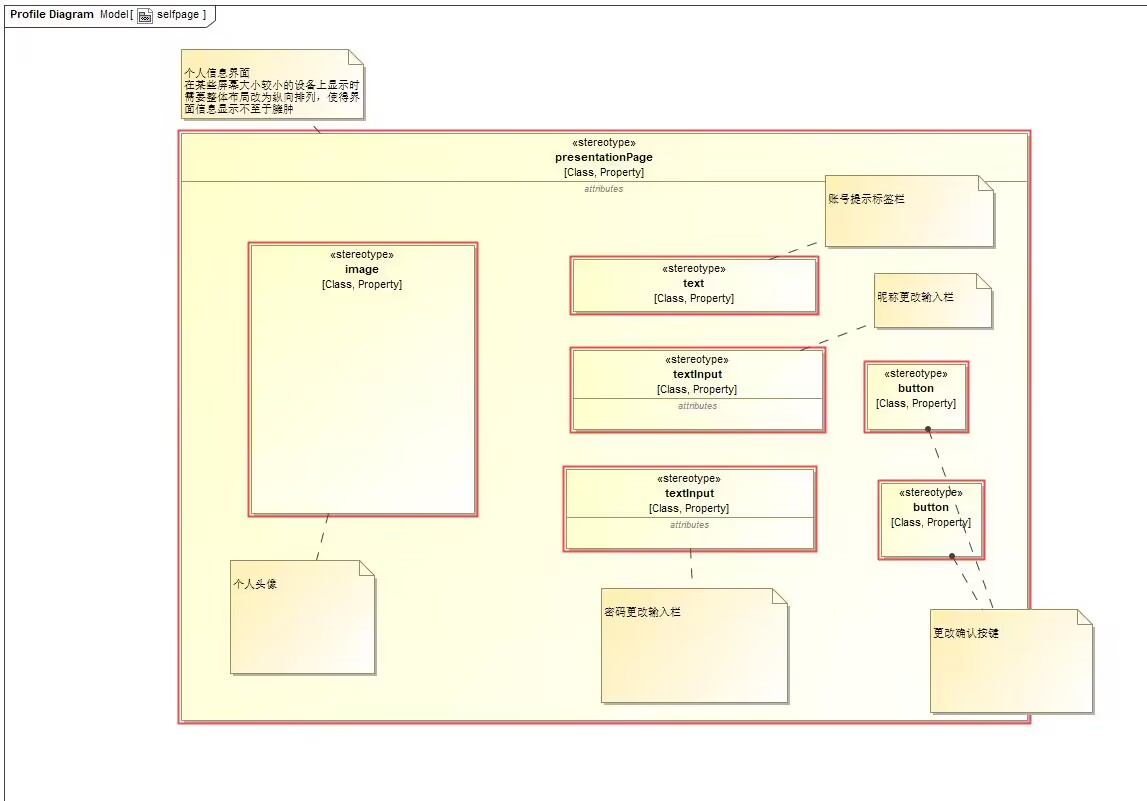 Profile Diagram Model[ selfpage ]
个人信息界面
在某些屏幕大小较小的设备上显示时
需要整体布局改为纵向排列，使得界
面信息显示不至于臃肿
«stereotype»
presentationPage
[Class, Property]
attributes
账号提示标签栏
«stereotype»
image
[Class, Property]
«stereotype»
text
[Class, Property]
昵称更改输入栏
«stereotype»
textInput
[Class, Property]
attributes
«stereotype»
button
[Class, Property]
«stereotype»
textInput
[Class, Property]
attributes
«stereotype»
button
[Class, Property]
个人头像
密码更改输入栏
更改确认按键